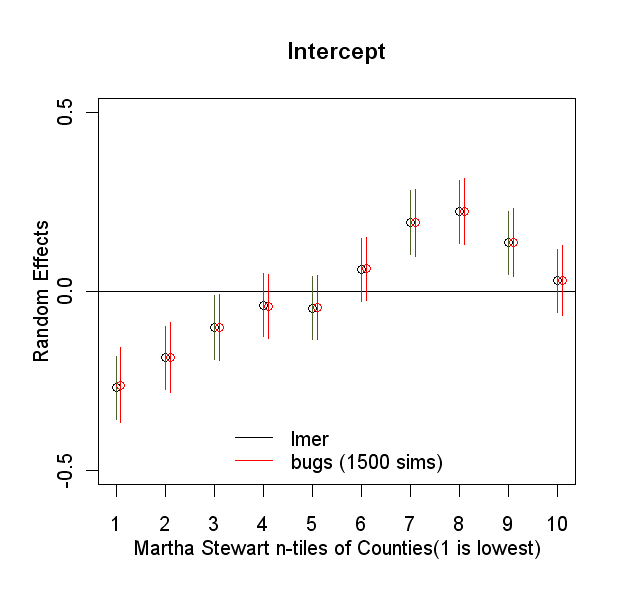 Intercept
0.5
0.0
-0.5
Random Effects
lmer
bugs (1500 sims)
1 2 3 4 5 6 7 8 9 10
Martha Stewart n-tiles of Counties(1 is lowest)